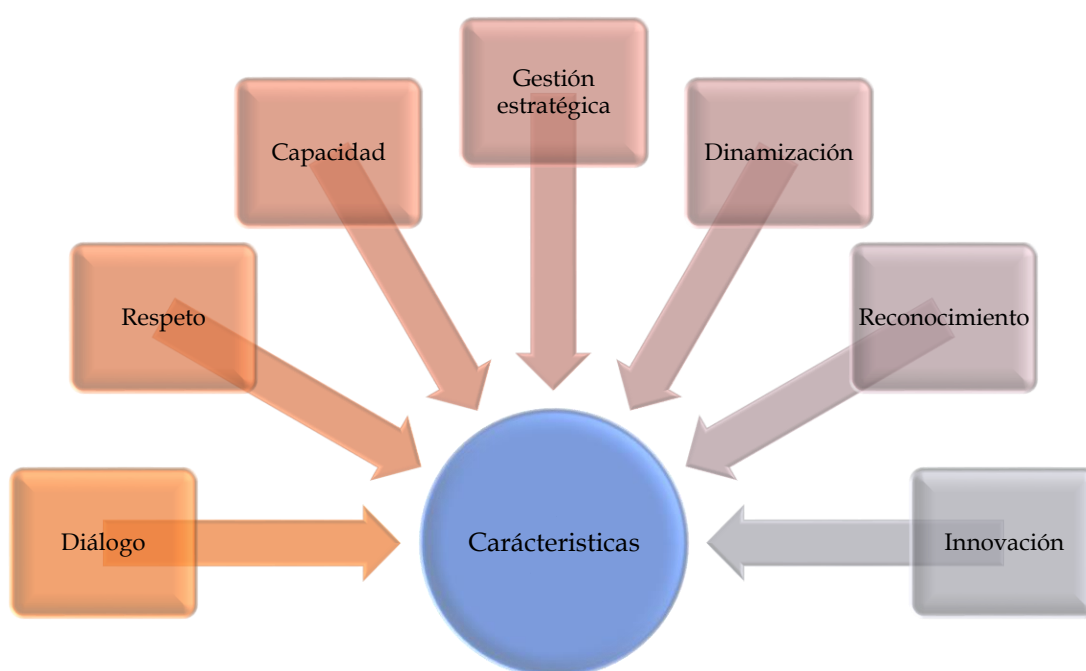 Gestión
estratégica
Capacidad
Dinamización
Respeto
Reconocimiento
Diálogo
Carácteristicas
Innovación